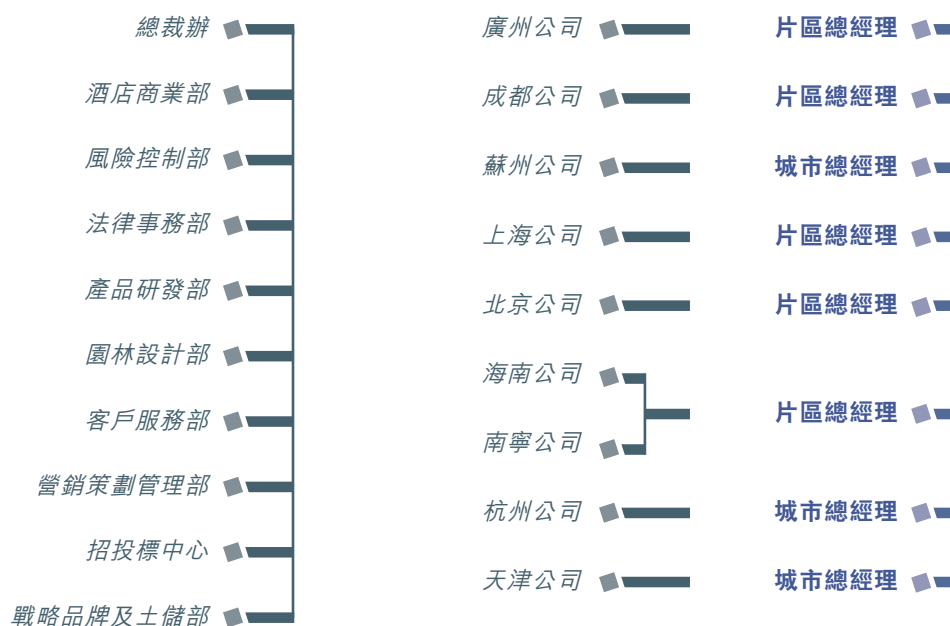 總裁辦
酒店商業部
風險控制部
法律事務部
產品研發部
園林設計部
客戶服務部
營銷策劃管理部
招投標中心
戰略品牌及土儲部
廣州公司
成都公司
蘇州公司
上海公司
北京公司
海南公司
南寧公司
杭州公司
天津公司
片區總經理
片區總經理
城市總經理
片區總經理
片區總經理
片區總經理
城市總經理
城市總經理